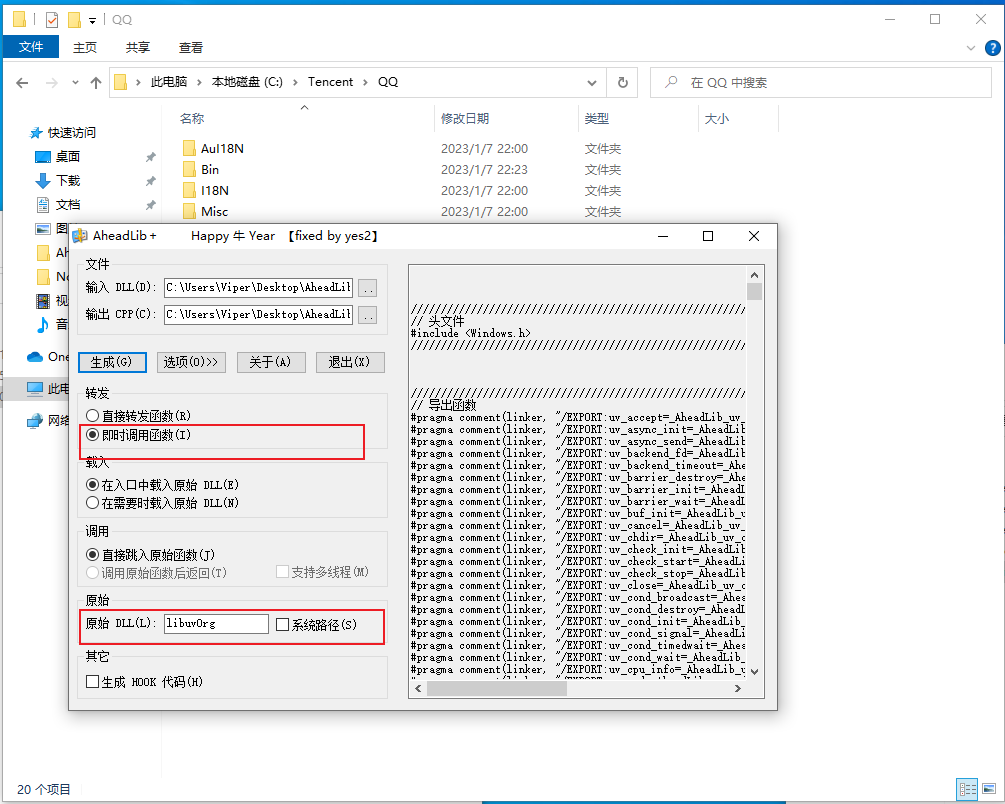 QQ
文件 主页 共享 查看
此电脑 本地磁盘 (C:) Tencent QQ
在 QQ 中搜索
名称 修改日期 类型 大小
快速访问
桌面
下载
文档
AuI18N 2023/1/7 22:00 文件夹
Bin 2023/1/7 22:23 文件夹
I18N 2023/1/7 22:00 文件夹
Misc 2023/1/7 22:00 文件夹
图
Ah
视
音
One
此电
网络
AheadLib+ Happy 牛 Year 【fixed by yes2】
文件
输入 DLL(D): C:\Users\Viper\Desktop\AheadLil ..
输出 CPP(C): C:\Users\Viper\Desktop\AheadLil ..
生成(G) 选项(O)>> 关于(A) 退出(X)
转发
直接转发函数(R)
即时调用函数(I)
载入
在入口中载入原始 DLL(E)
在需要时载入原始 DLL(N)
调用
直接跳入原始函数(J)
调用原始函数后返回(T) 支持多线程(M)
原始
原始 DLL(L): libuvOrg 系统路径(S)
其它
生成 HOOK 代码(H)
// 头文件
#include <Windows.h>
// 导出函数
#pragma comment(linker, "/EXPORT:uv_accept=_AheadLib_uv_
#pragma comment(linker, "/EXPORT:uv_async_init=_AheadLib
#pragma comment(linker, "/EXPORT:uv_async_send=_AheadLib
#pragma comment(linker, "/EXPORT:uv_backend_fd=_AheadLib
#pragma comment(linker, "/EXPORT:uv_backend_timeout=_Ahe
#pragma comment(linker, "/EXPORT:uv_barrier_destroy=_Ahe
#pragma comment(linker, "/EXPORT:uv_barrier_init=_AheadL
#pragma comment(linker, "/EXPORT:uv_barrier_wait=_AheadL
#pragma comment(linker, "/EXPORT:uv_buf_init=_AheadLib_u
#pragma comment(linker, "/EXPORT:uv_cancel=_AheadLib_uv_
#pragma comment(linker, "/EXPORT:uv_chdir=_AheadLib_uv_c
#pragma comment(linker, "/EXPORT:uv_check_init=_AheadLib
#pragma comment(linker, "/EXPORT:uv_check_start=_AheadLi
#pragma comment(linker, "/EXPORT:uv_check_stop=_AheadLib
#pragma comment(linker, "/EXPORT:uv_close=_AheadLib_uv_c
#pragma comment(linker, "/EXPORT:uv_cond_broadcast=_Ahea
#pragma comment(linker, "/EXPORT:uv_cond_destroy=_AheadL
#pragma comment(linker, "/EXPORT:uv_cond_init=_AheadLib_
#pragma comment(linker, "/EXPORT:uv_cond_signal=_AheadLi
#pragma comment(linker, "/EXPORT:uv_cond_timedwait=_Ahea
#pragma comment(linker, "/EXPORT:uv_cond_wait=_AheadLib_
#pragma comment(linker, "/EXPORT:uv_cpu_info=_AheadLib_u
20 个项目